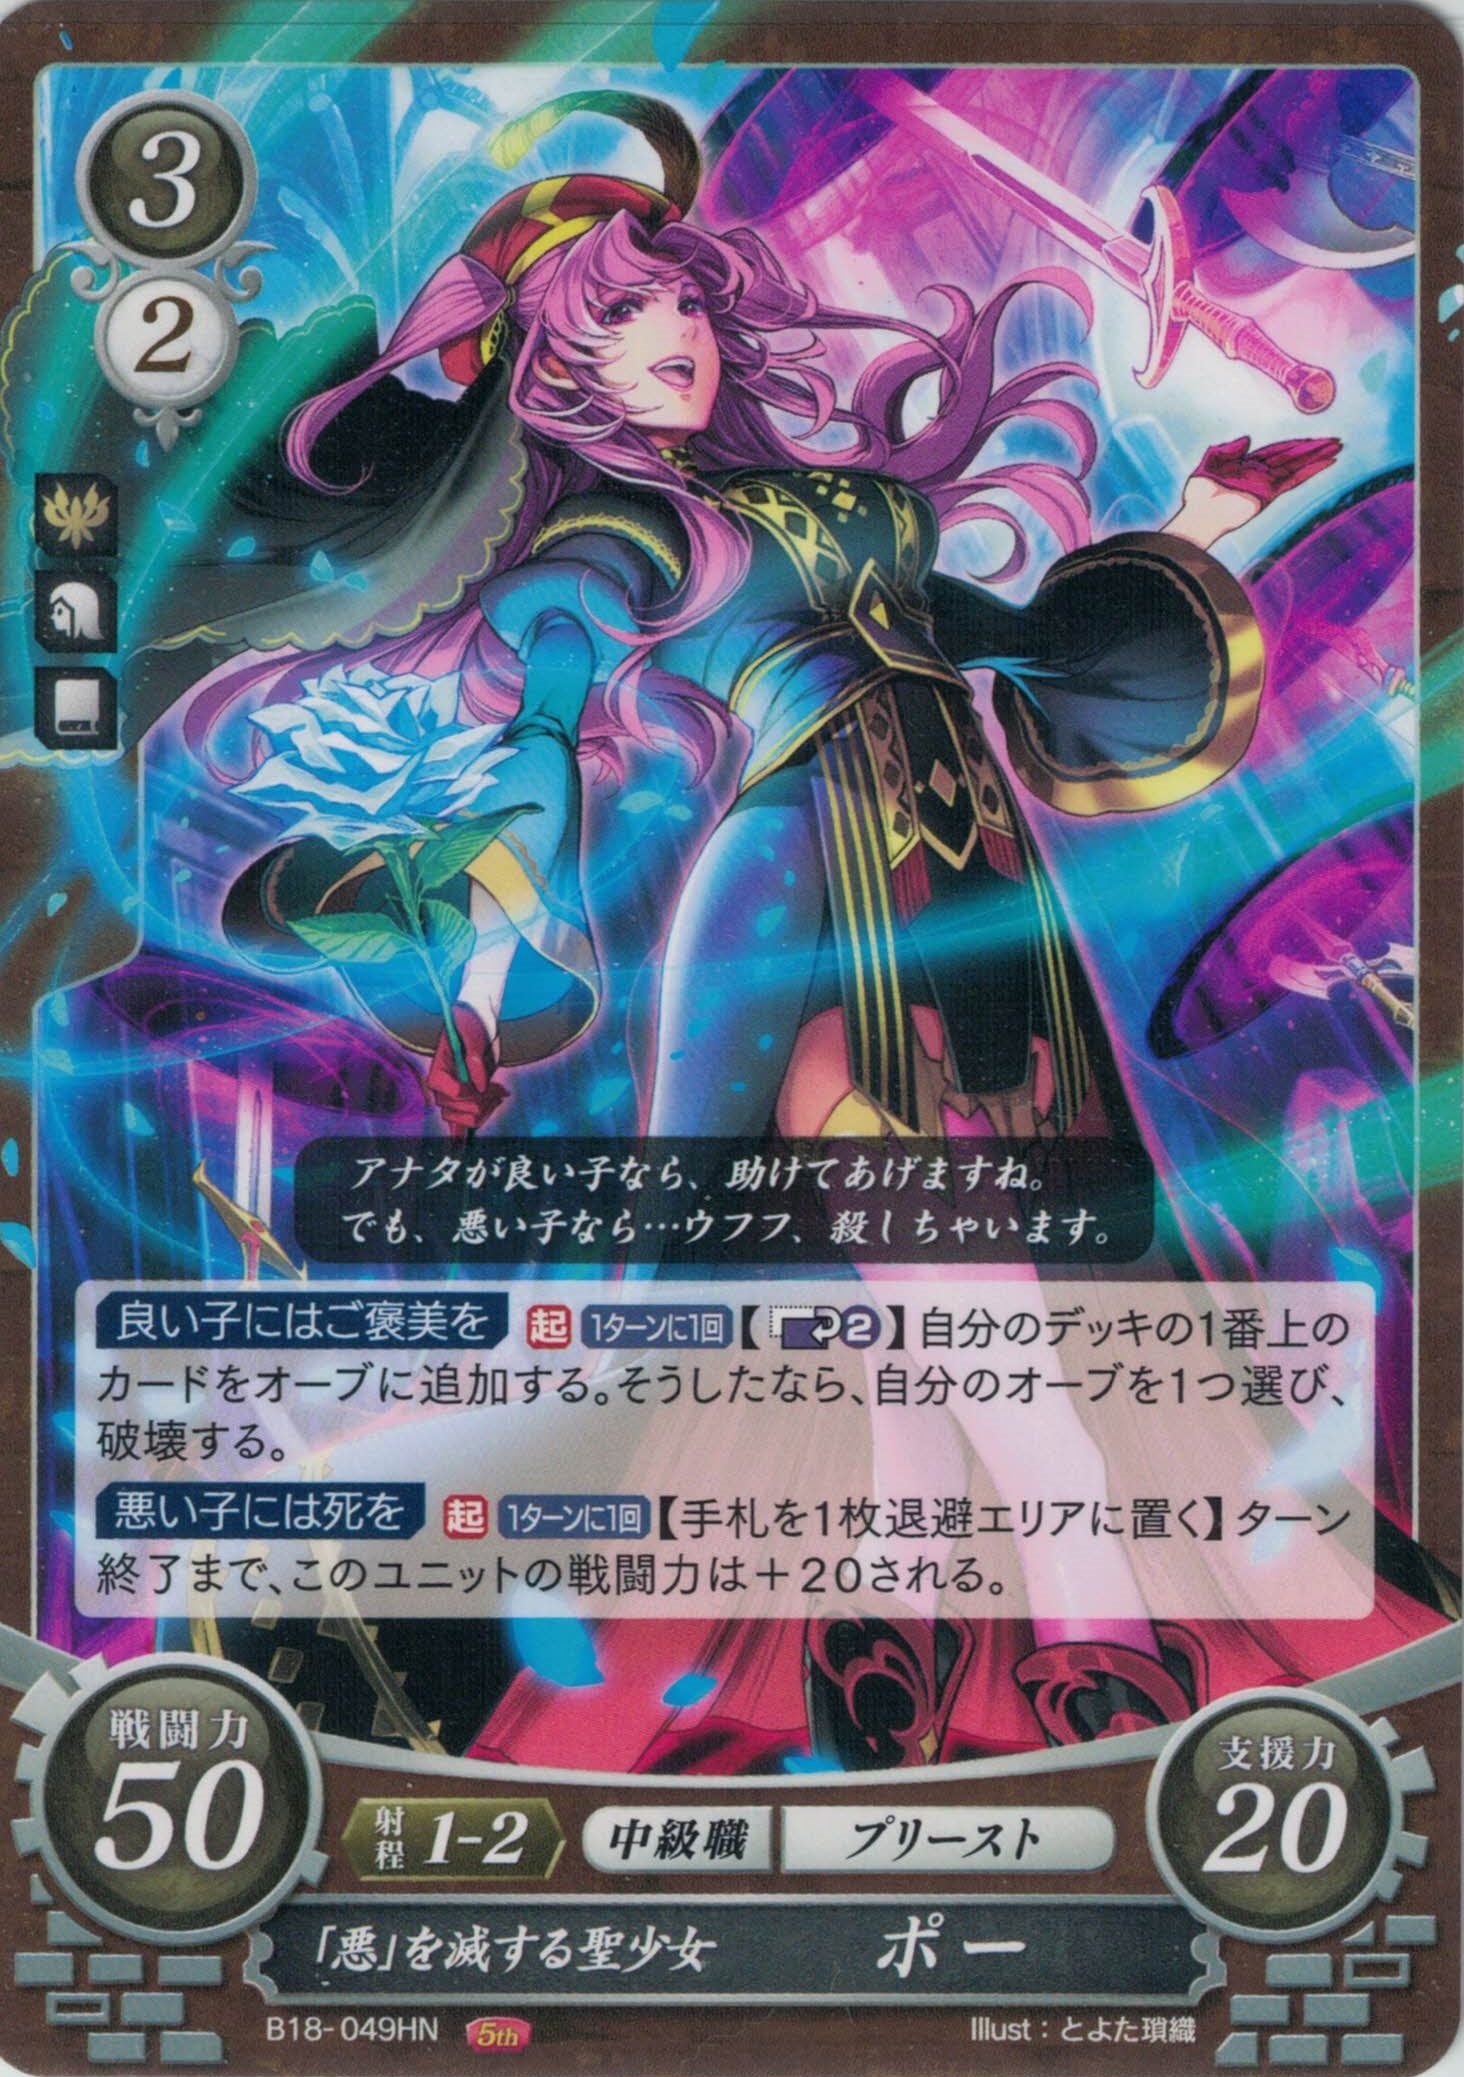 3
2
アナタが良い子なら、助けてあげますね。
でも、悪い子なら…ウフフ、殺しちゃいます。
良い子にはご褒美を 起 1ターンに1回【2】自分のデッキの1番上の
カードをオーブに追加する。そうしたなら、自分のオーブを1つ選び、
破壊する。
悪い子には死を 起 1ターンに1回【手札を1枚退避エリアに置く】ターン
終了まで、このユニットの戦闘力は＋20される。
戦闘力
50
射程 1-2
中級職 プリースト
支援力
20
「悪」を滅する聖少女 ポー
B18-049HN 5th
Illust：とよた瑣織